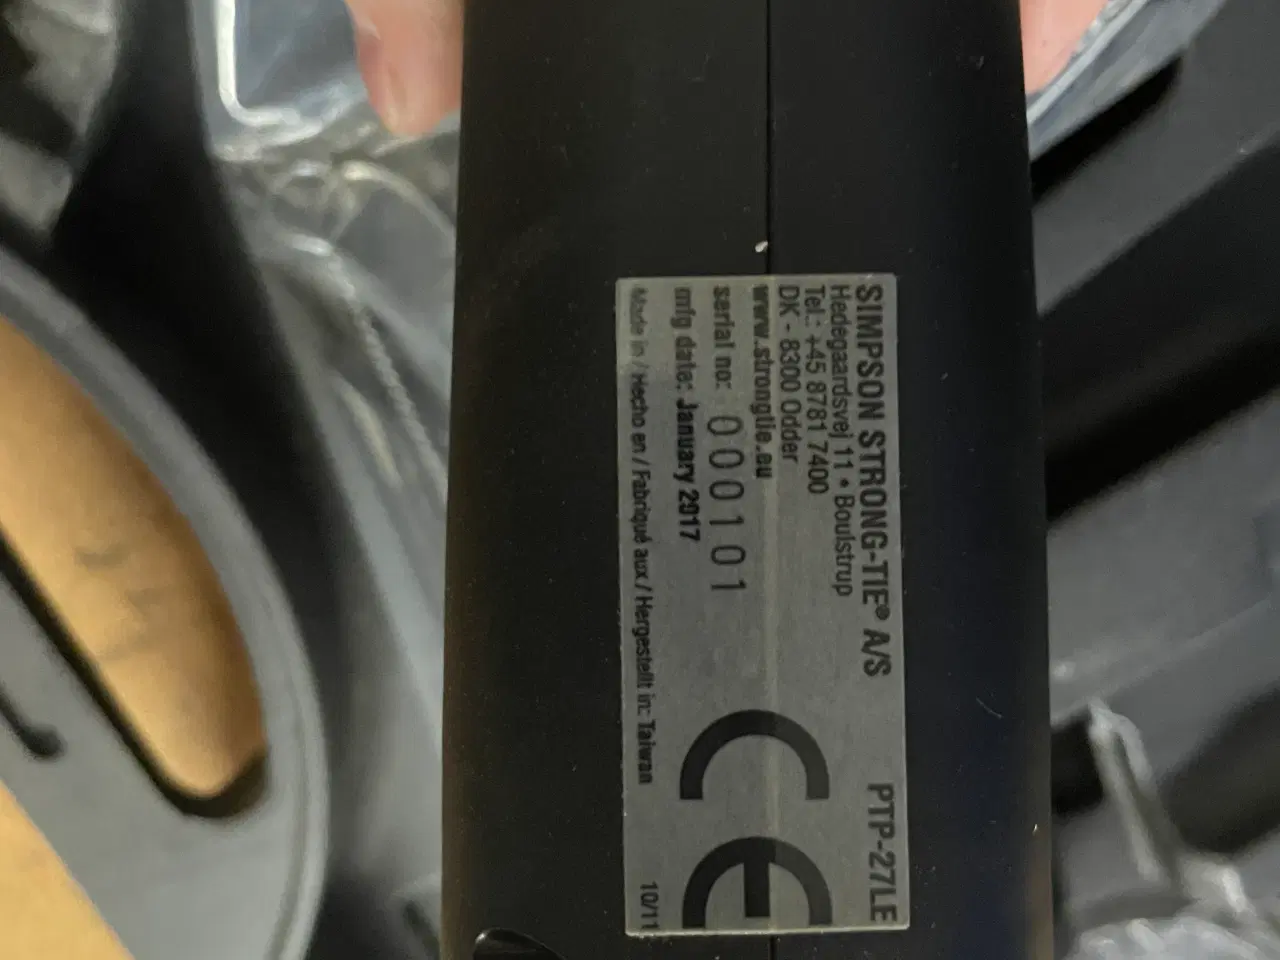 SIMPSON STRONG-TIE® A/S PTP-27LE
Hedegaardsvej 11 • Boulstrup
Tel.: +45 8781 7400
DK - 8300 Odder
www.strongtie.eu
serial no: 000101
mfg date: January 2017
Made in / Hecho en / Fabriqué aux / Hergestellt in: Taiwan 10/11
CE